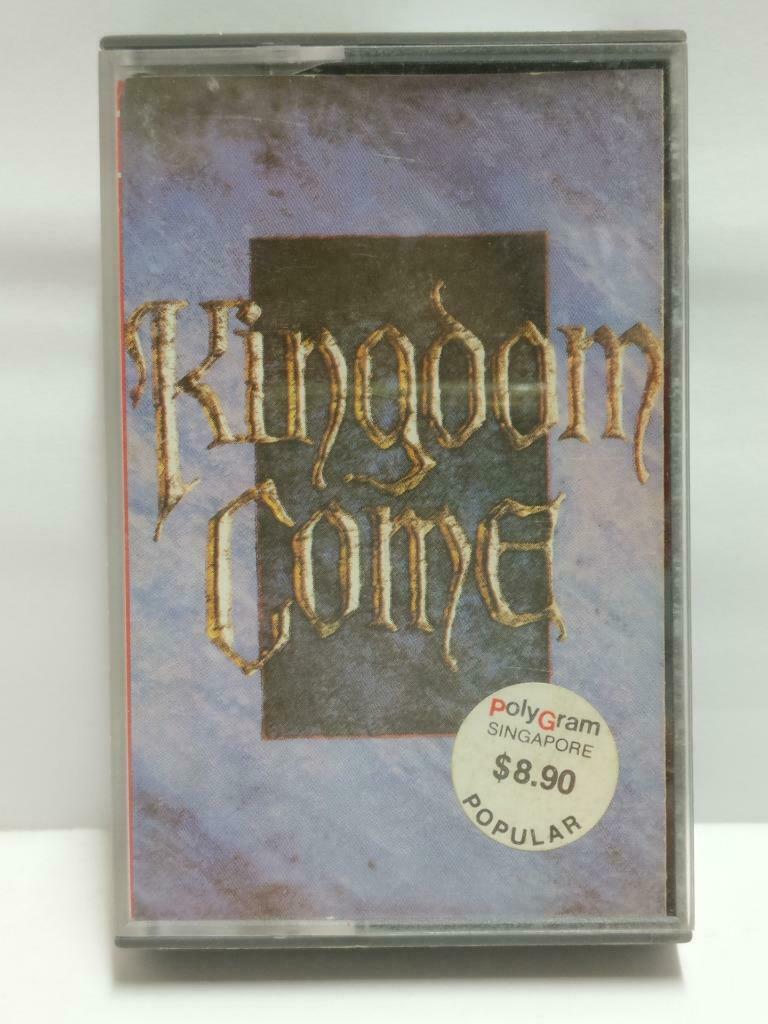 Kingdom
Come
PolyGram
SINGAPORE
$8.90
POPULAR